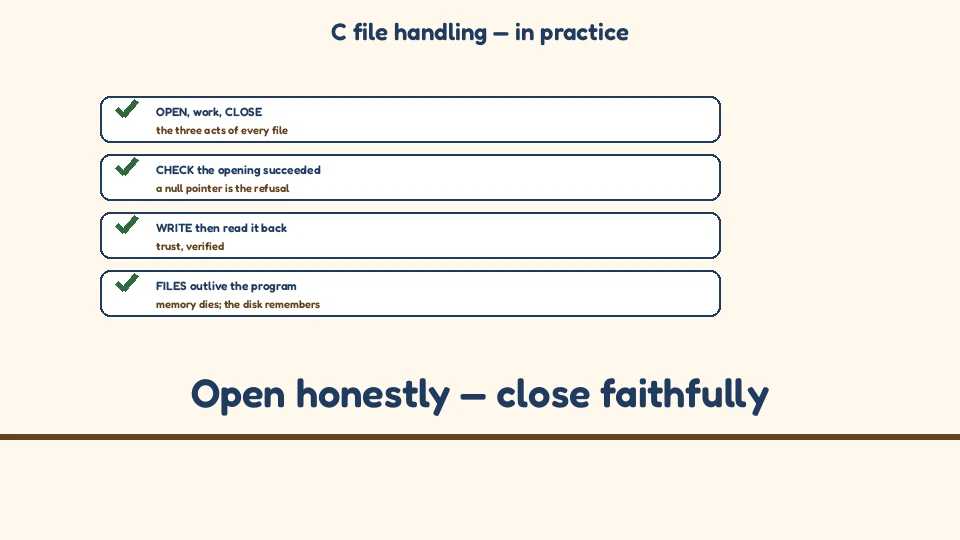 C file handling — in practice
OPEN, work, CLOSE
the three acts of every file
CHECK the opening succeeded
a null pointer is the refusal
WRITE then read it back
trust, verified
FILES outlive the program
memory dies; the disk remembers
Open honestly — close faithfully